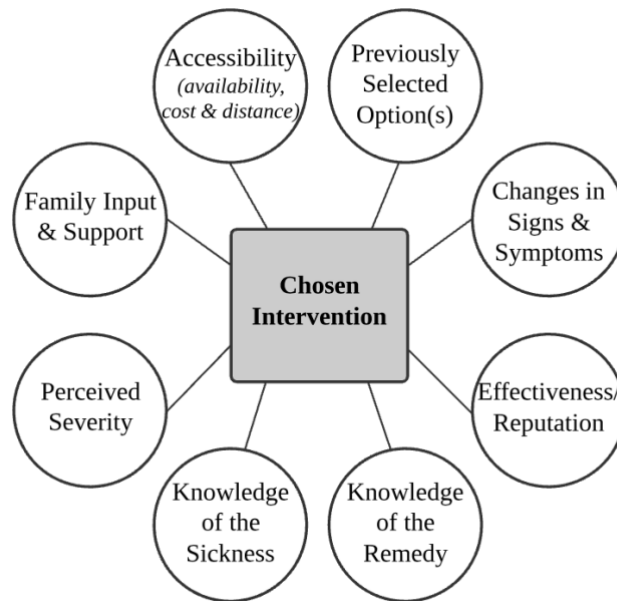 Accessibility
(availability,
cost & distance)
Previously
Selected
Option(s)
Family Input
& Support
Changes in
Signs &
Symptoms
Chosen
Intervention
Perceived
Severity
Effectiveness/
Reputation
Knowledge
of the
Sickness
Knowledge
of the
Remedy